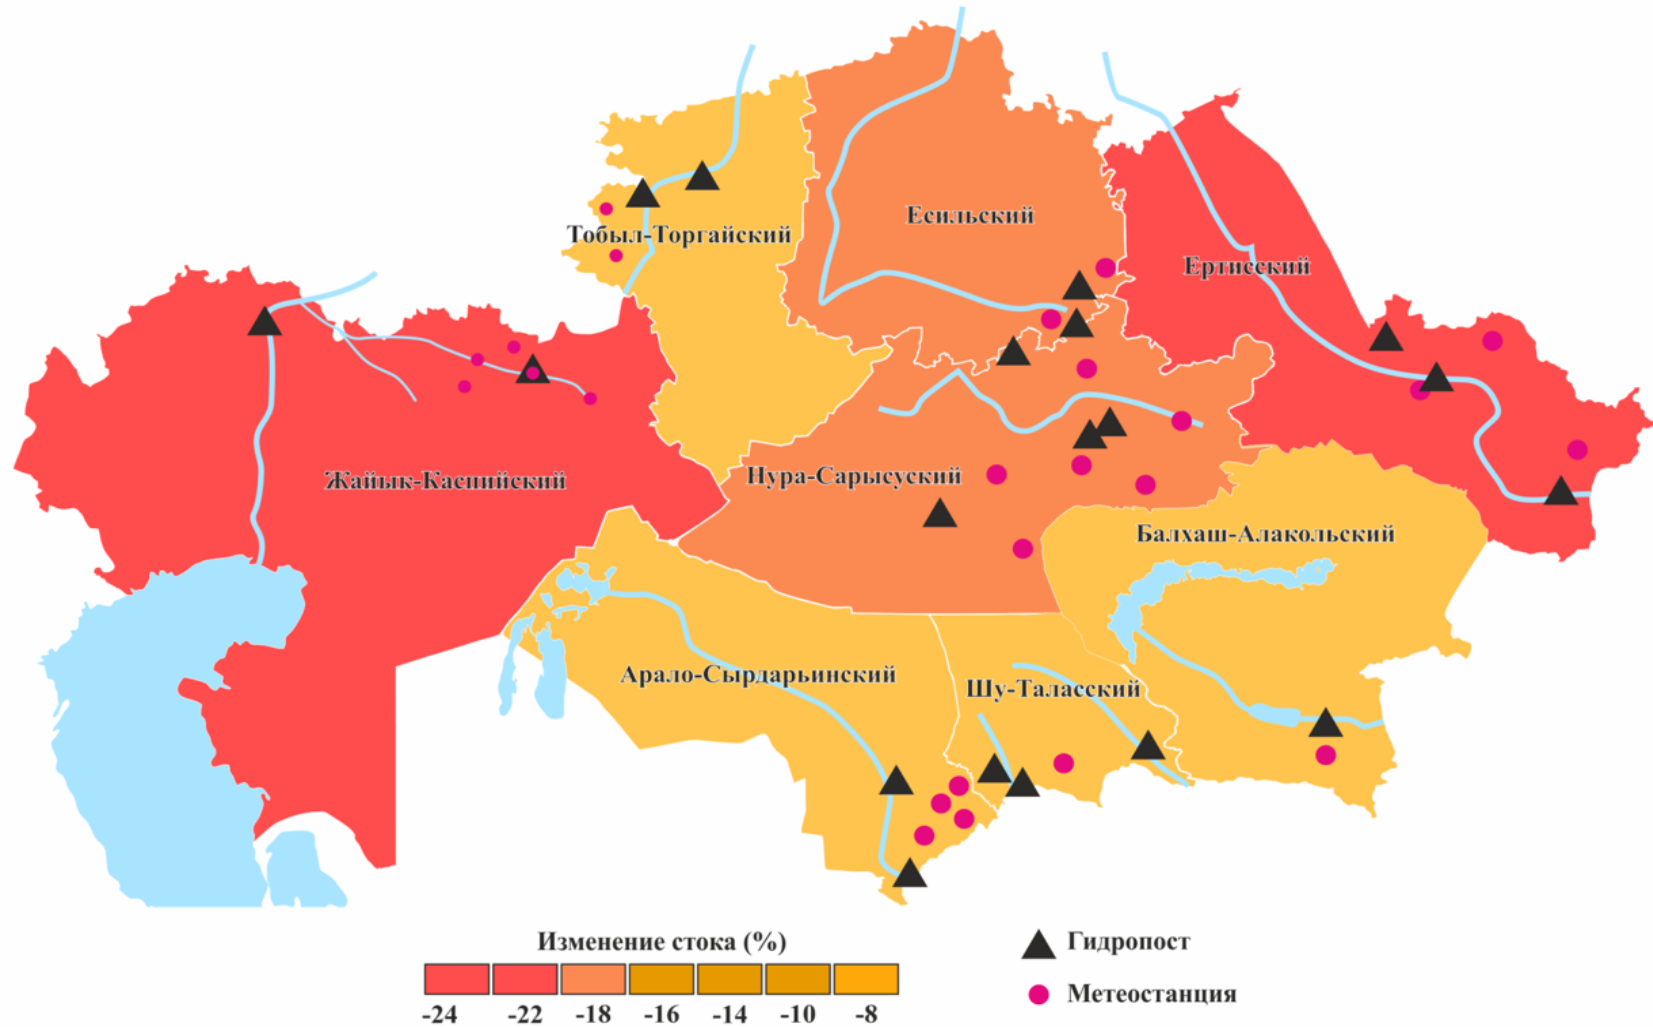 Есильский
Тобыл-Торгайский
Ертисский
Жайык-Каспийский
Нура-Сарысуский
Балхаш-Алакольский
Арало-Сырдарьинский
Шу-Таласский
Изменение стока (%)
-24 -22 -18 -16 -14 -10 -8
Гидропост
Метеостанция